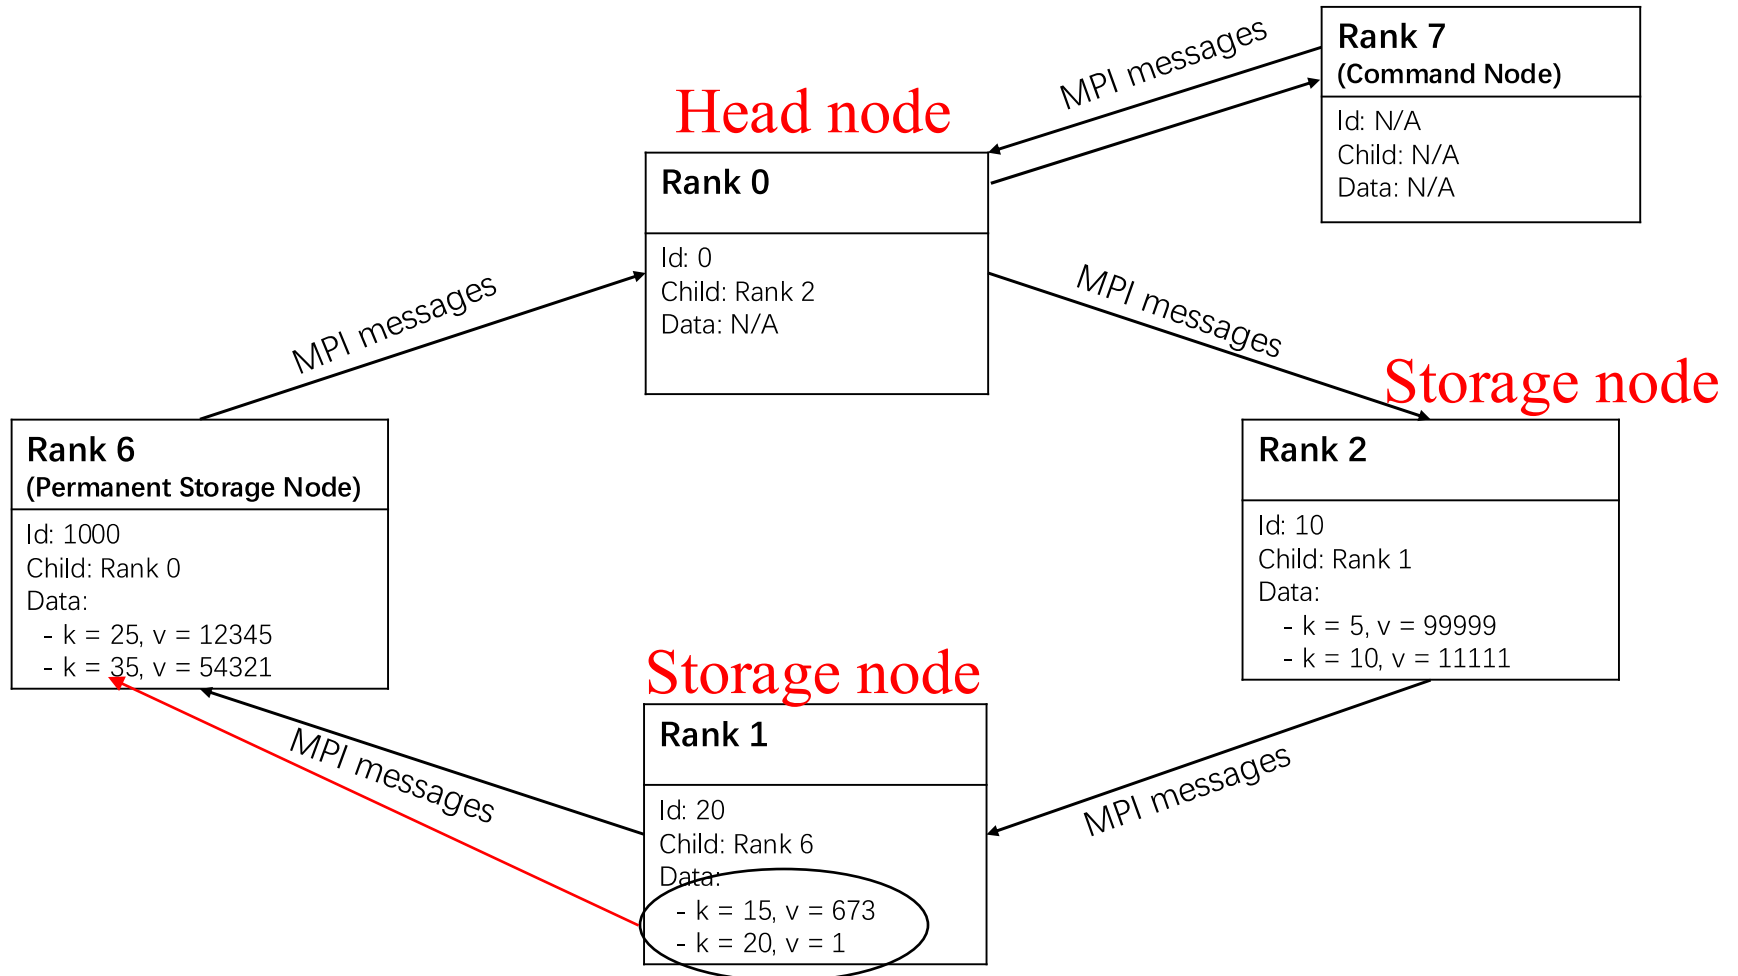 Rank 7
(Command Node)
Id: N/A
Child: N/A
Data: N/A
MPI messages
Head node
Rank 0
Id: 0
Child: Rank 2
Data: N/A
MPI messages
MPI messages
Storage node
Rank 6
(Permanent Storage Node)
Id: 1000
Child: Rank 0
Data:
- k = 25, v = 12345
- k = 35, v = 54321
Rank 2
Id: 10
Child: Rank 1
Data:
- k = 5, v = 99999
- k = 10, v = 11111
Storage node
Rank 1
Id: 20
Child: Rank 6
Data:
- k = 15, v = 673
- k = 20, v = 1
MPI messages
MPI messages